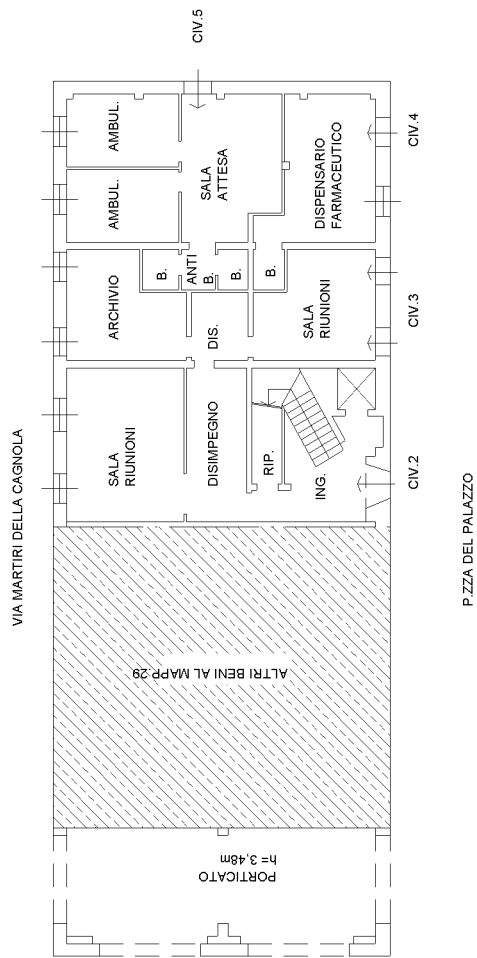 VIA MARTIRI DELLA CAGNOLA
CIV.5
AMBUL.
AMBUL.
SALA
ATTESA
DISPENSARIO
FARMACEUTICO
CIV.4
ARCHIVIO
B.
ANTI
B.
B.
B.
DIS.
SALA
RIUNIONI
CIV.3
SALA
RIUNIONI
DISIMPEGNO
RIP.
ING.
CIV.2
P.ZZA DEL PALAZZO
ALTRI BENI AL MAPP.29
PORTICATO
h=3,48m